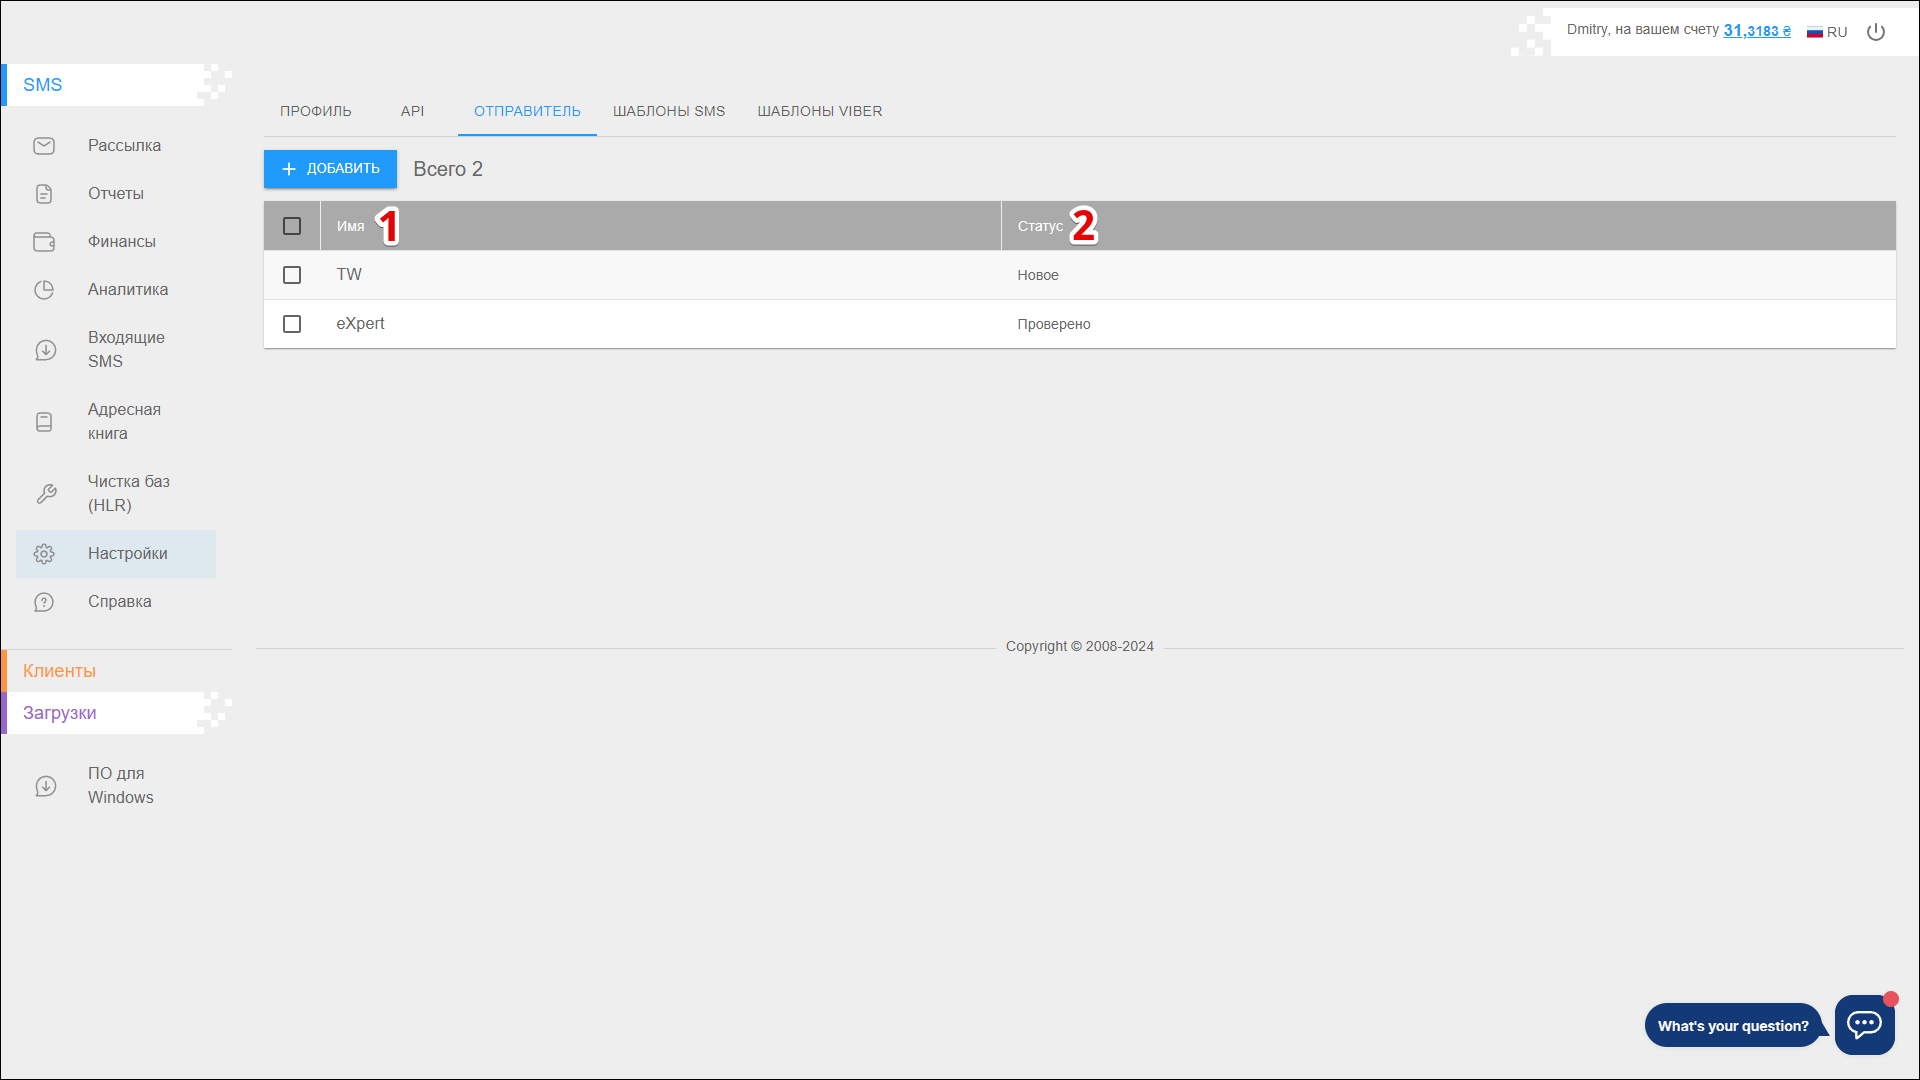 Dmitry, на вашем счету 31,3183 ₴ RU
SMS
Рассылка
Отчеты
Финансы
Аналитика
Входящие
SMS
Адресная
книга
Чистка баз
(HLR)
Настройки
Справка
Клиенты
Загрузки
ПО для
Windows
ПРОФИЛЬ API ОТПРАВИТЕЛЬ ШАБЛОНЫ SMS ШАБЛОНЫ VIBER
ДОБАВИТЬ Всего 2
Имя 1 Статус 2
TW Новое
eXpert Проверено
Copyright © 2008-2024
What's your question?